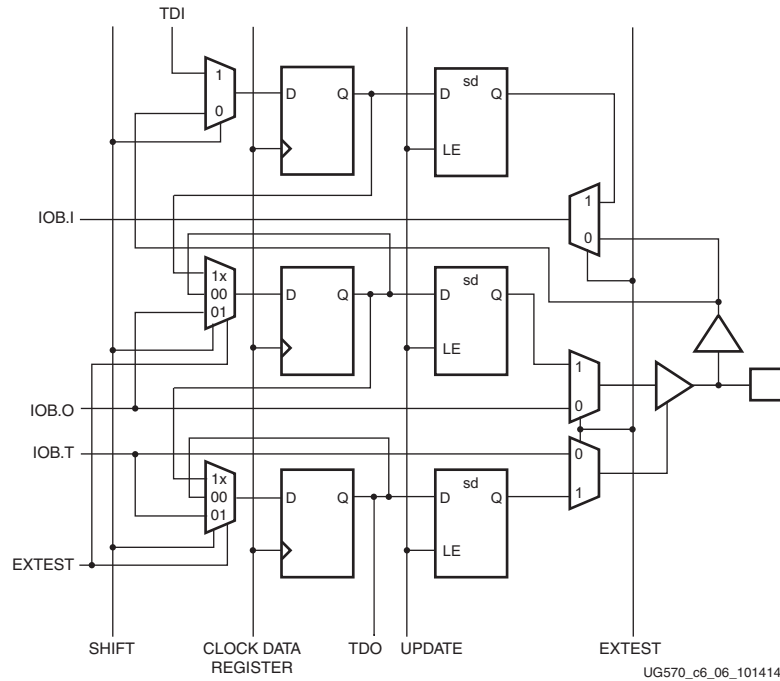 TDI
1
0
D
Q
sd
D
Q
LE
IOB.I
1
0
1x
00
01
D
Q
sd
D
Q
LE
1
0
IOB.O
IOB.T
1x
00
01
D
Q
sd
D
Q
LE
0
1
EXTEST
SHIFT
CLOCK DATA
REGISTER
TDO
UPDATE
EXTEST
UG570_c6_06_101414